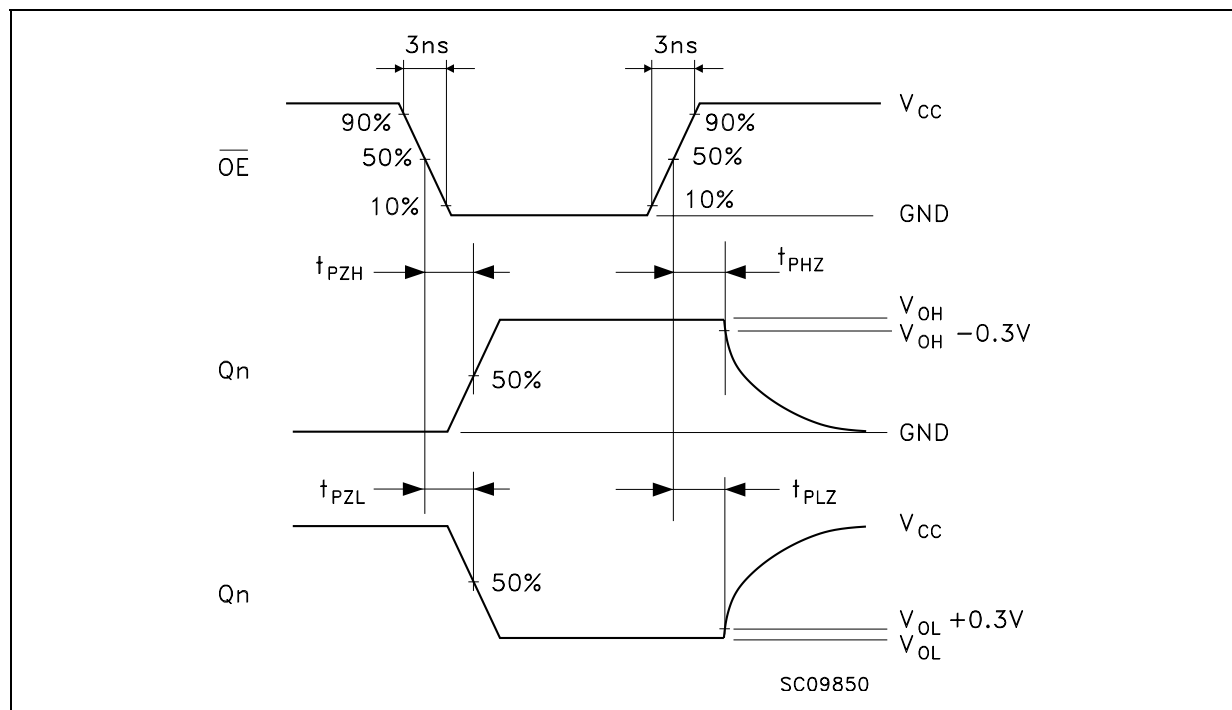 3ns 3ns
V_CC
90% 90%
50% 50%
O̅E̅
10% 10%
GND
t_PZH t_PHZ
V_OH
V_OH −0.3V
Qn
50%
GND
t_PZL t_PLZ
V_CC
50%
Qn
V_OL +0.3V
V_OL
SC09850